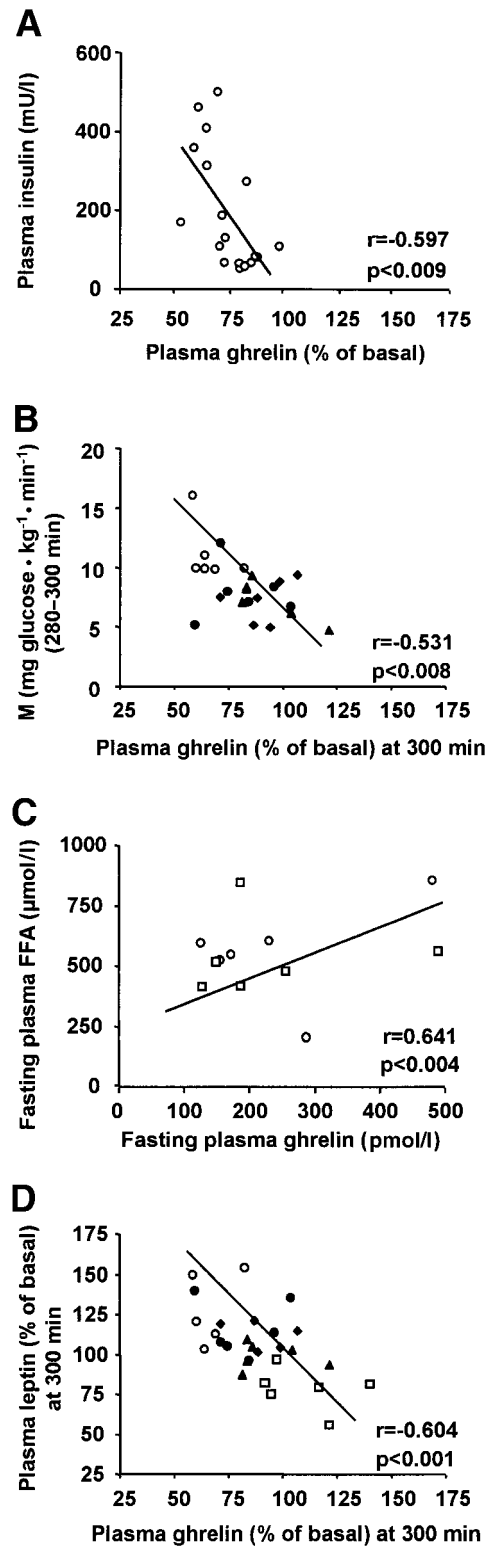 A
Plasma insulin (mU/l)
600
400
200
0
r=-0.597
p<0.009
25 50 75 100 125 150 175
Plasma ghrelin (% of basal)
B
M (mg glucose • kg-1 • min-1)
(280–300 min)
20
15
10
5
0
r=-0.531
p<0.008
25 50 75 100 125 150 175
Plasma ghrelin (% of basal) at 300 min
C
Fasting plasma FFA (μmol/l)
1000
750
500
250
0
r=0.641
p<0.004
0 100 200 300 400 500
Fasting plasma ghrelin (pmol/l)
D
Plasma leptin (% of basal)
at 300 min
175
150
125
100
75
50
25
r=-0.604
p<0.001
25 50 75 100 125 150 175
Plasma ghrelin (% of basal) at 300 min